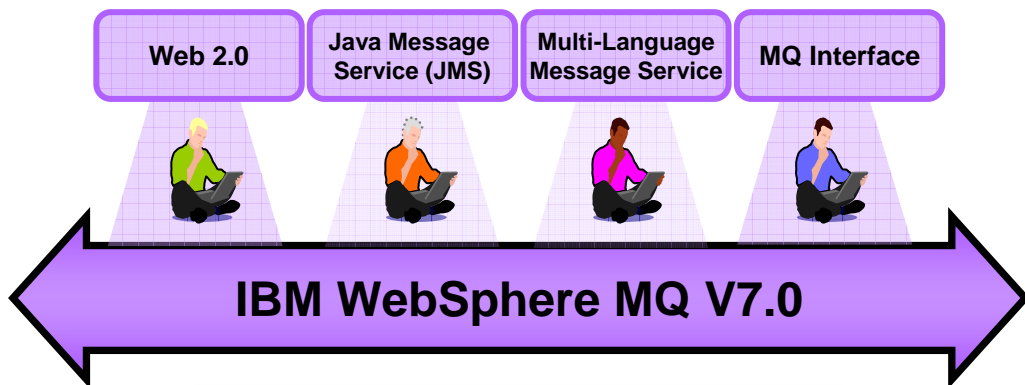 Web 2.0
Java Message
Service (JMS)
Multi-Language
Message Service
MQ Interface
IBM WebSphere MQ V7.0